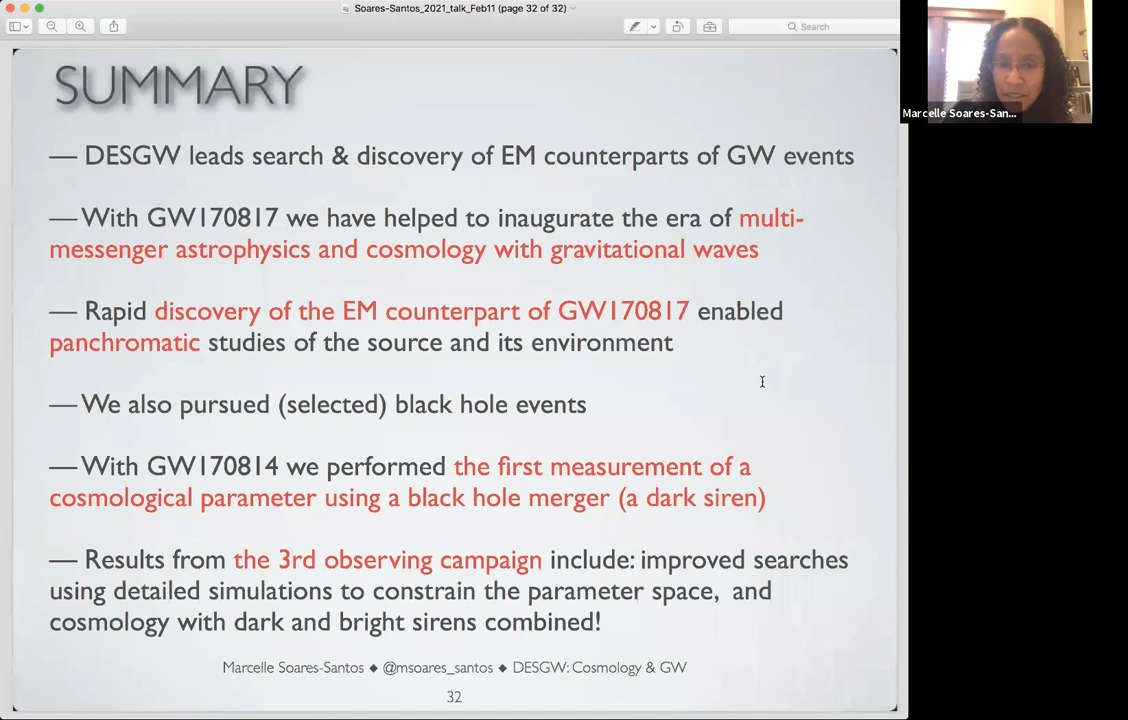 Soares-Santos_2021_talk_Feb11 (page 32 of 32)
Search
SUMMARY
— DESGW leads search & discovery of EM counterparts of GW events
— With GW170817 we have helped to inaugurate the era of multi-
messenger astrophysics and cosmology with gravitational waves
— Rapid discovery of the EM counterpart of GW170817 enabled
panchromatic studies of the source and its environment
— We also pursued (selected) black hole events
— With GW170814 we performed the first measurement of a
cosmological parameter using a black hole merger (a dark siren)
— Results from the 3rd observing campaign include: improved searches
using detailed simulations to constrain the parameter space, and
cosmology with dark and bright sirens combined!
Marcelle Soares-Santos ◆ @msoares_santos ◆ DESGW: Cosmology & GW
32
Marcelle Soares-San...